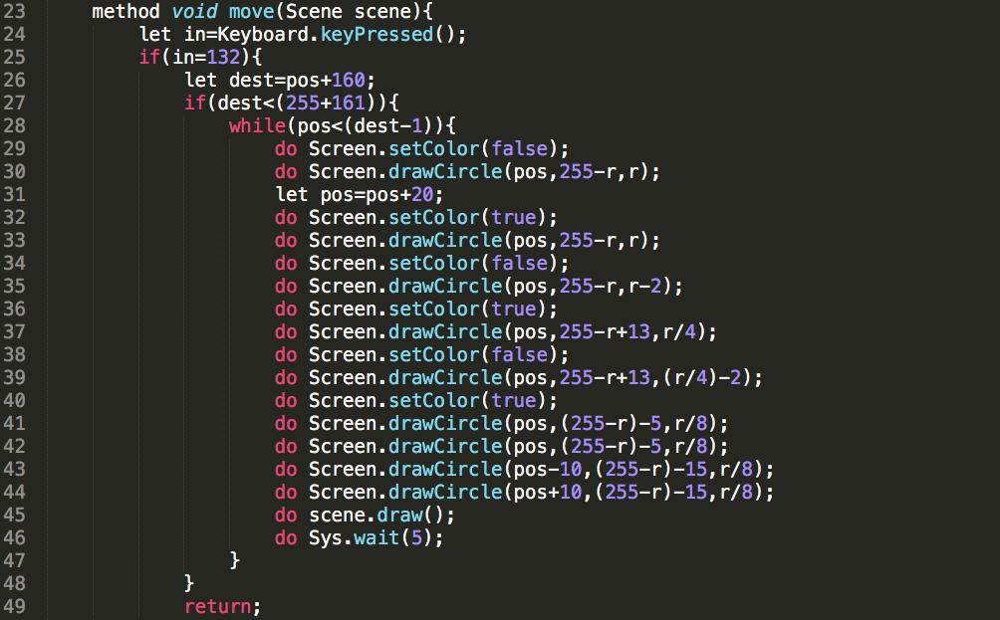 23 method void move(Scene scene){
24 let in=Keyboard.keyPressed();
25 if(in=132){
26 let dest=pos+160;
27 if(dest<(255+161)){
28 while(pos<(dest-1)){
29 do Screen.setColor(false);
30 do Screen.drawCircle(pos,255-r,r);
31 let pos=pos+20;
32 do Screen.setColor(true);
33 do Screen.drawCircle(pos,255-r,r);
34 do Screen.setColor(false);
35 do Screen.drawCircle(pos,255-r,r-2);
36 do Screen.setColor(true);
37 do Screen.drawCircle(pos,255-r+13,r/4);
38 do Screen.setColor(false);
39 do Screen.drawCircle(pos,255-r+13,(r/4)-2);
40 do Screen.setColor(true);
41 do Screen.drawCircle(pos,(255-r)-5,r/8);
42 do Screen.drawCircle(pos,(255-r)-5,r/8);
43 do Screen.drawCircle(pos-10,(255-r)-15,r/8);
44 do Screen.drawCircle(pos+10,(255-r)-15,r/8);
45 do scene.draw();
46 do Sys.wait(5);
47 }
48 }
49 return;